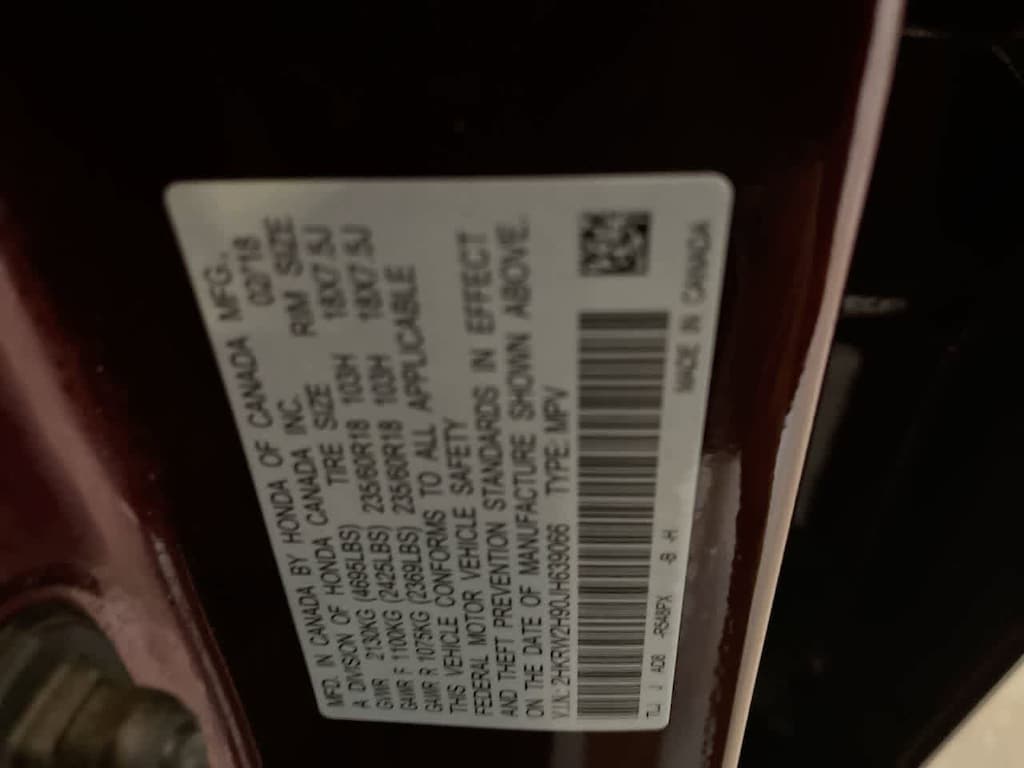 MFD. IN CANADA BY HONDA OF CANADA MFG.,
A DIVISION OF HONDA CANADA INC. 02/18
GVWR 2130KG (4695LBS) TIRE SIZE RIM SIZE
GAWR F 1100KG (2425LBS) 235/60R18 103H 18X7.5J
GAWR R 1075KG (2369LBS) 235/60R18 103H 18X7.5J
THIS VEHICLE CONFORMS TO ALL APPLICABLE
FEDERAL MOTOR VEHICLE SAFETY
AND THEFT PREVENTION STANDARDS IN EFFECT
ON THE DATE OF MANUFACTURE SHOWN ABOVE.
V.I.N.: 2HKRW2H90JH639066 TYPE: MPV
TLJ J AD8 -R548PX -B -H MADE IN CANADA